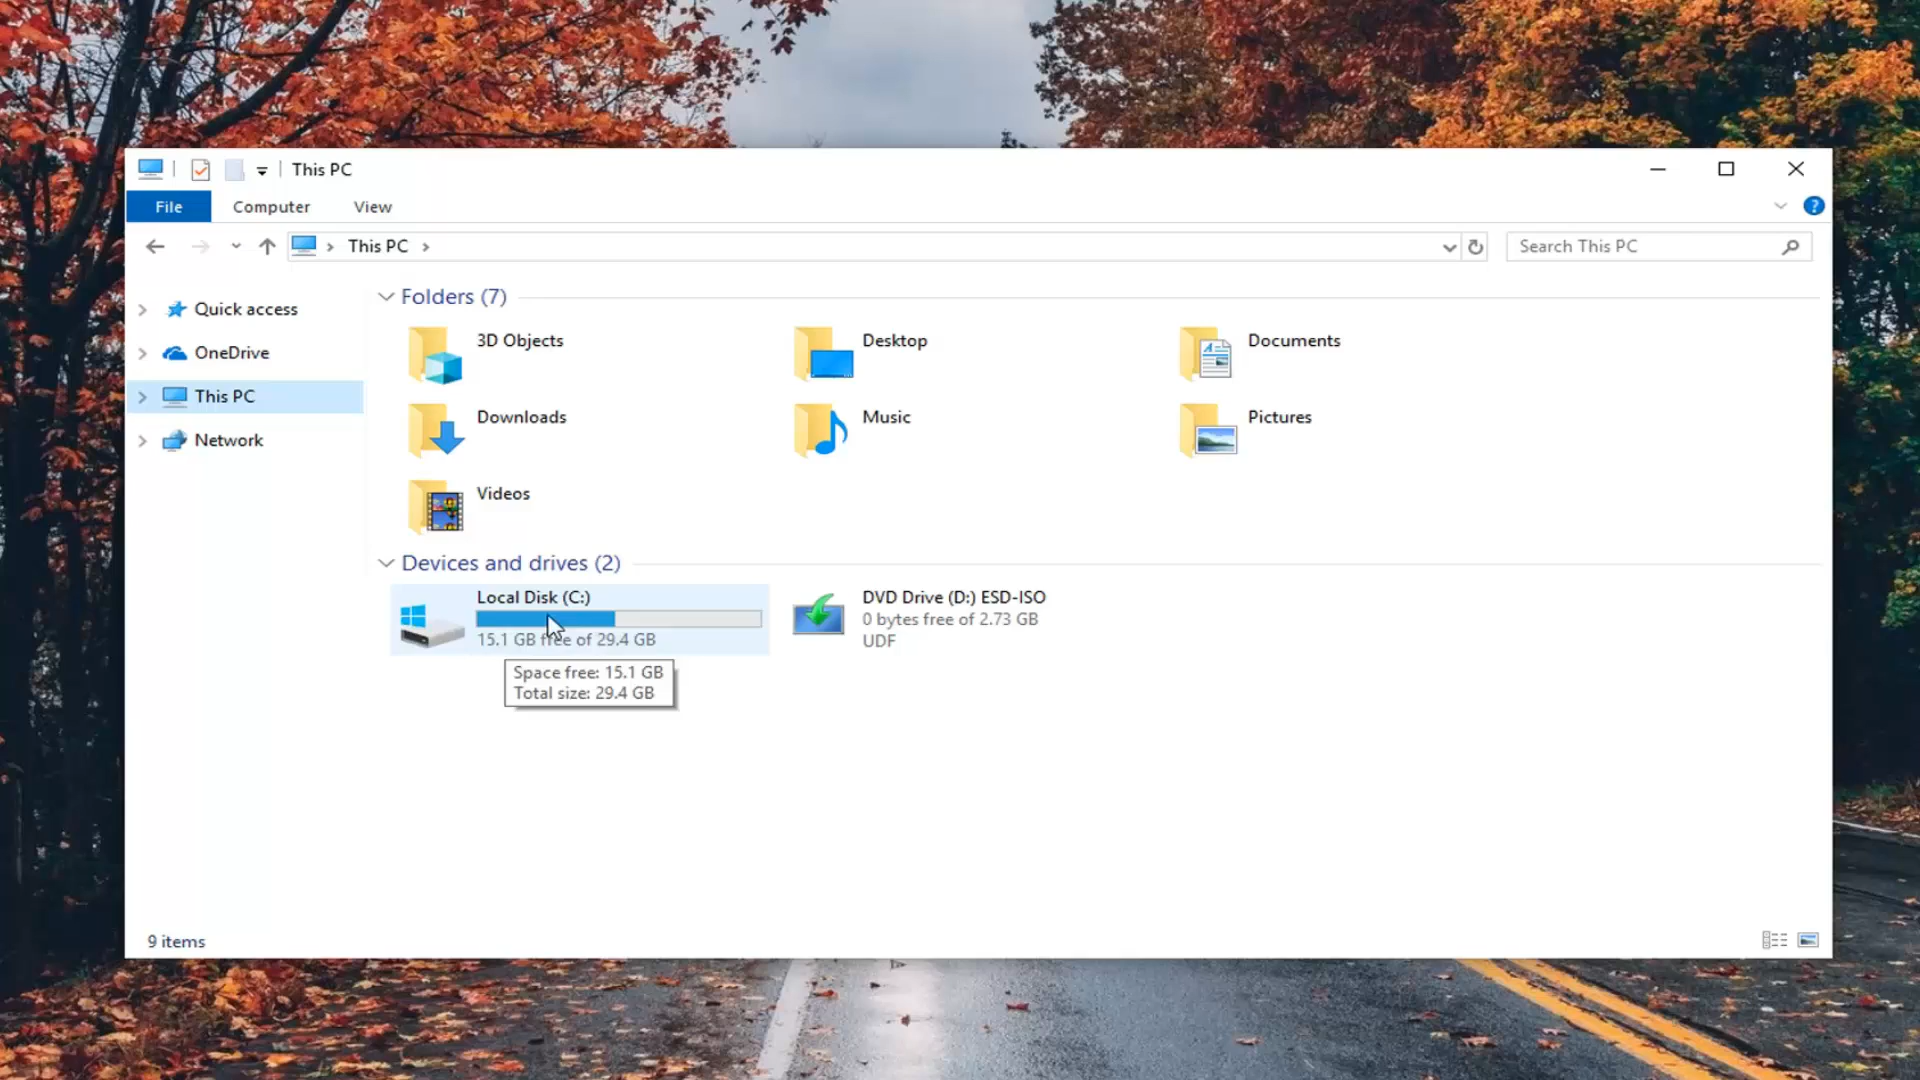 This PC
File
Computer
View
This PC
Search This PC
Quick access
OneDrive
This PC
Network
Folders (7)
3D Objects
Desktop
Documents
Downloads
Music
Pictures
Videos
Devices and drives (2)
Local Disk (C:)
15.1 GB free of 29.4 GB
Space free: 15.1 GB
Total size: 29.4 GB
DVD Drive (D:) ESD-ISO
0 bytes free of 2.73 GB
UDF
9 items